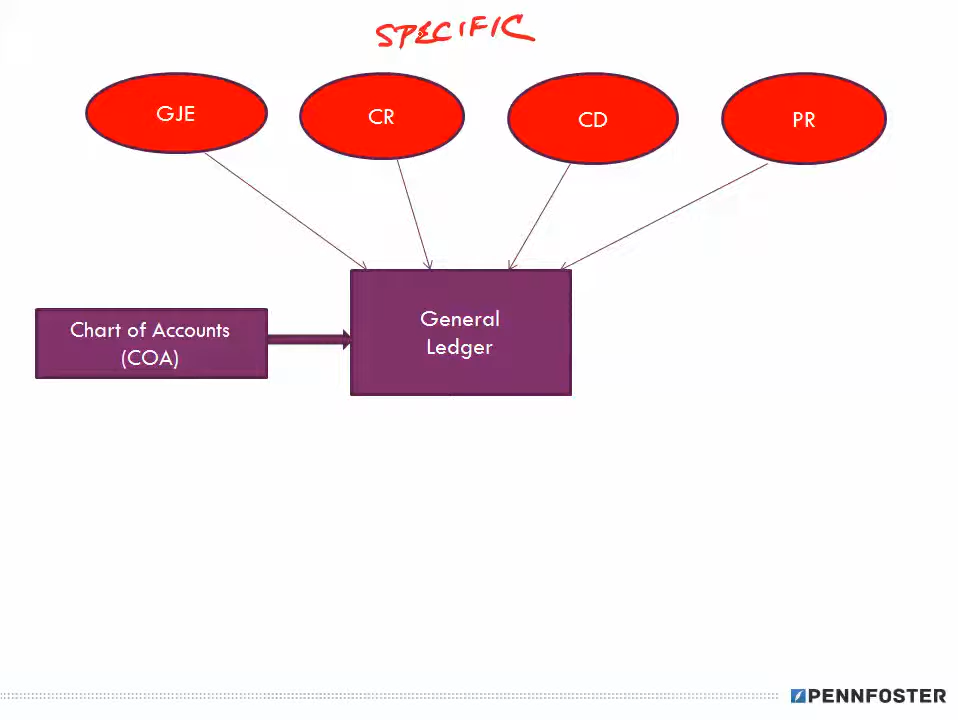 SPECIFIC
GJE
CR
CD
PR
General
Ledger
Chart of Accounts
(COA)
PENNFOSTER